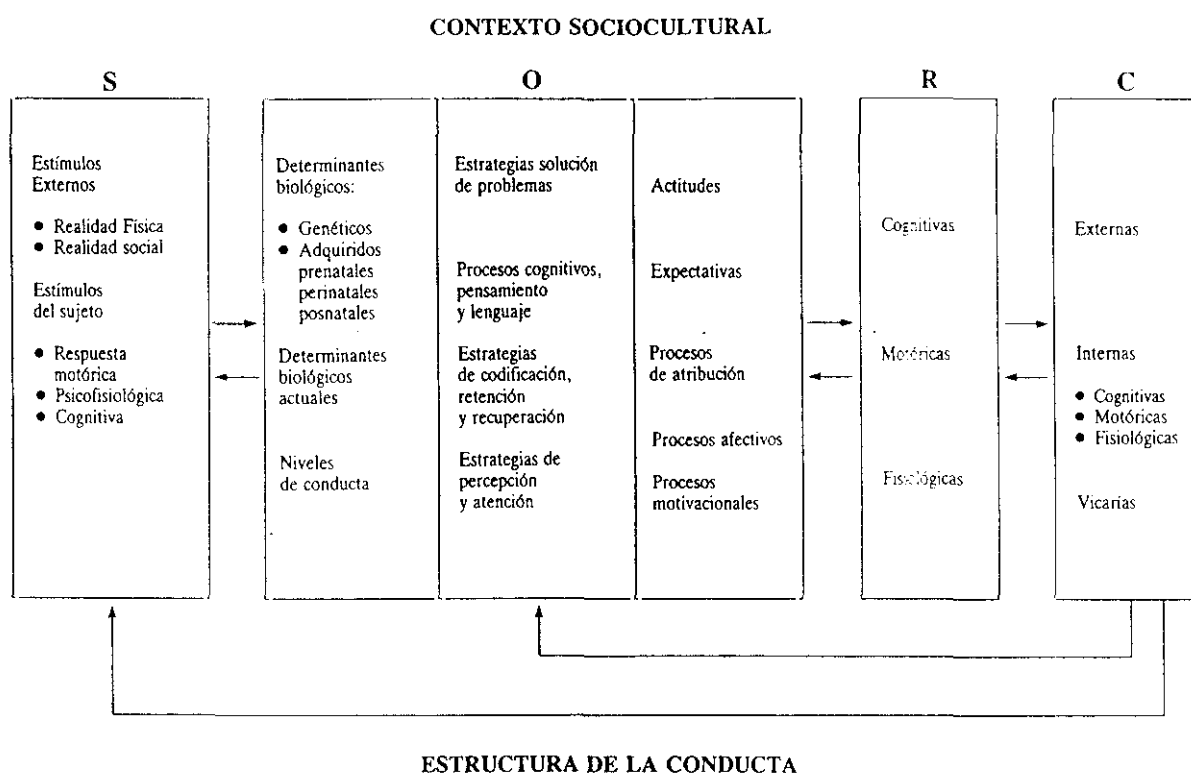 CONTEXTO SOCIOCULTURAL
S
Estímulos
Externos
● Realidad Física
● Realidad social
Estímulos
del sujeto
● Respuesta
motórica
● Psicofisiológica
● Cognitiva
O
Determinantes
biológicos:
● Genéticos
● Adquiridos
prenatales
perinatales
posnatales
Determinantes
biológicos
actuales
Niveles
de conducta
Estrategias solución
de problemas
Procesos cognitivos,
pensamiento
y lenguaje
Estrategias
de codificación,
retención
y recuperación
Estrategias de
percepción
y atención
Actitudes
Expectativas
Procesos
de atribución
Procesos afectivos
Procesos
motivacionales
R
Cognitivas
Motóricas
Fisiológicas
C
Externas
Internas
● Cognitivas
● Motóricas
● Fisiológicas
Vicarias
ESTRUCTURA DE LA CONDUCTA